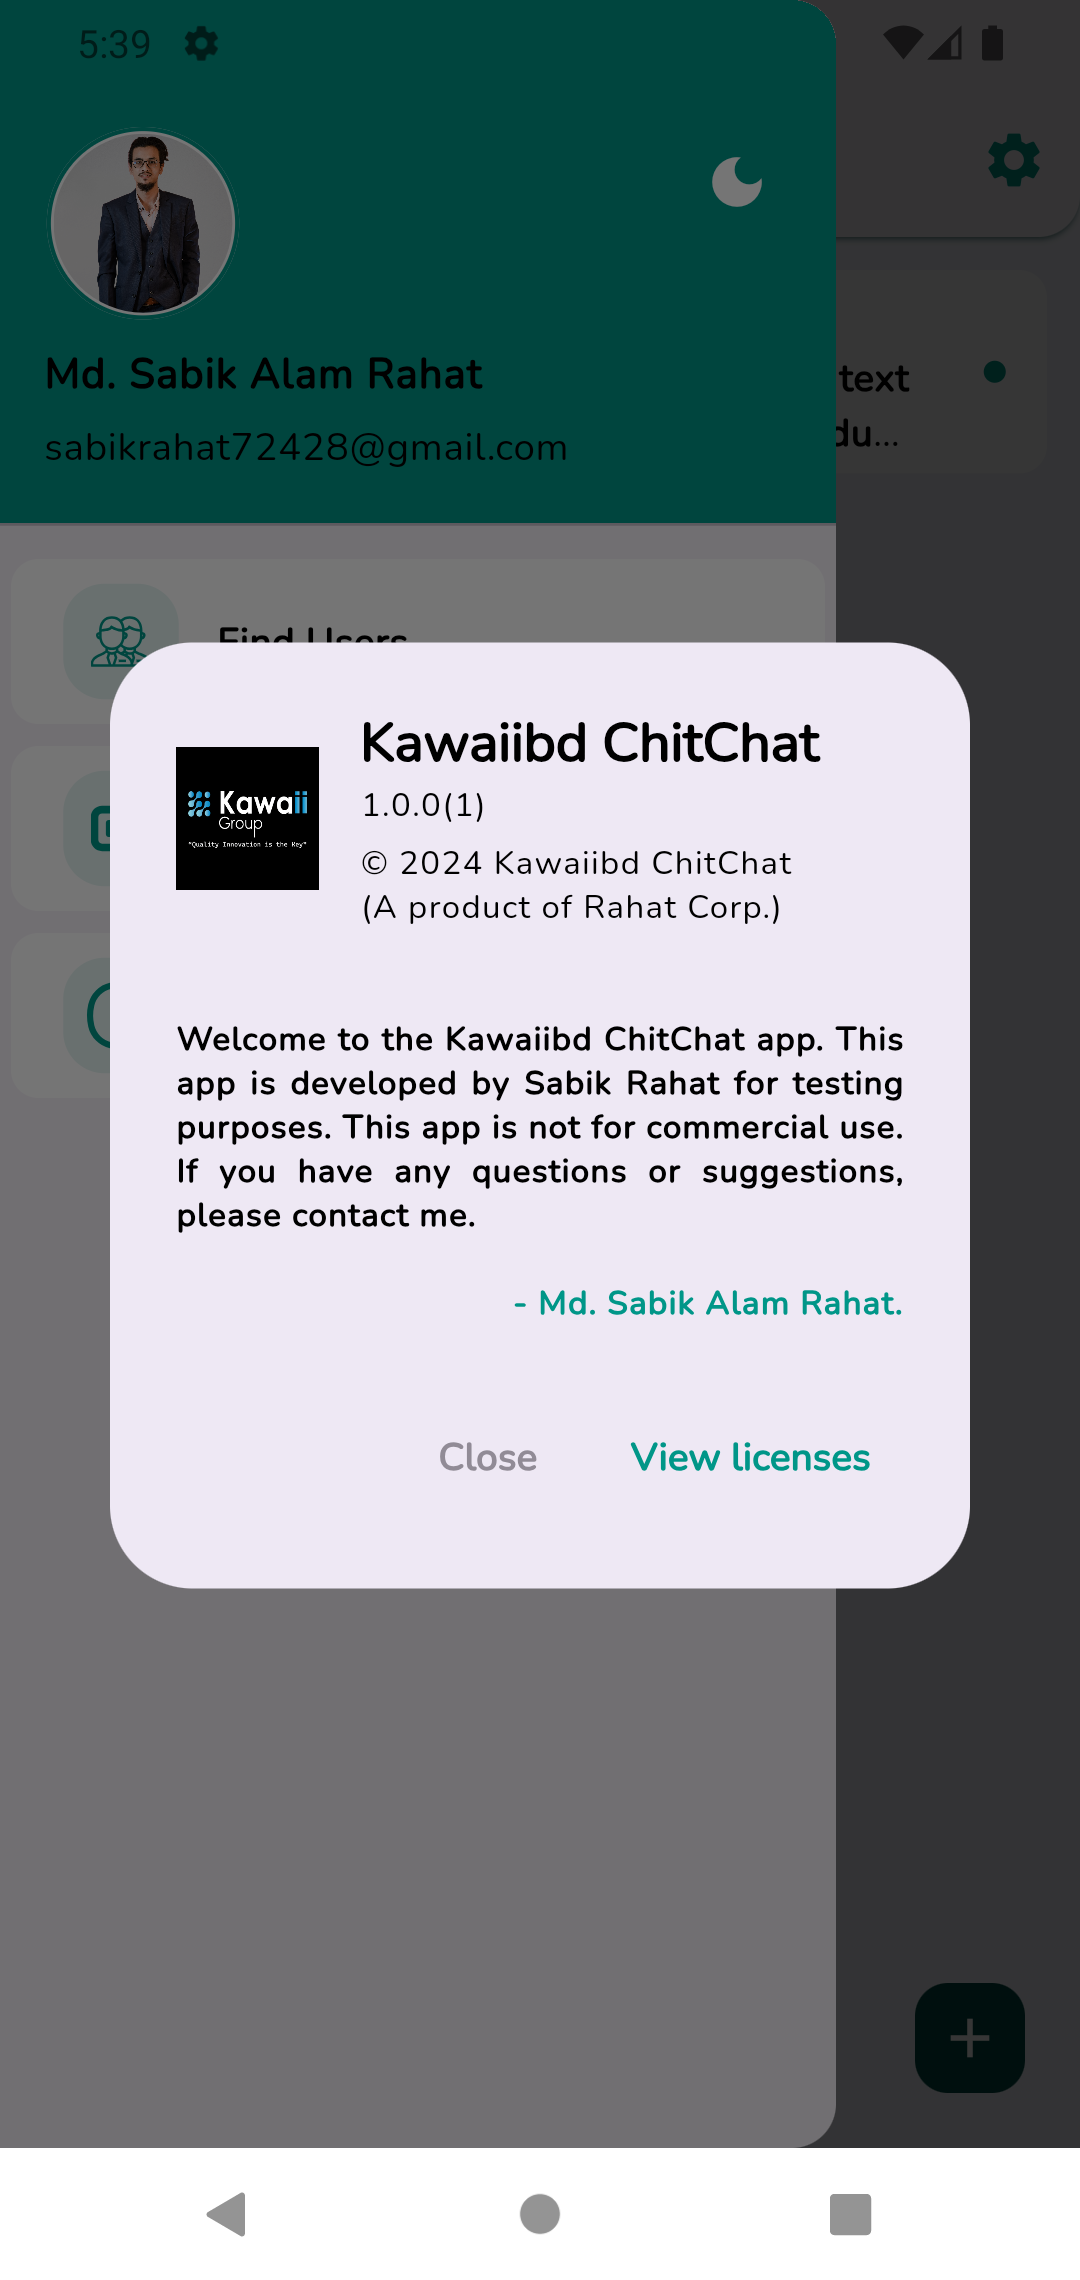 5:39
Md. Sabik Alam Rahat
sabikrahat72428@gmail.com
text
du...
Find Users
Kawaii
Group
"Quality Innovation is the Key"
Kawaiibd ChitChat
1.0.0(1)
© 2024 Kawaiibd ChitChat
(A product of Rahat Corp.)
Welcome to the Kawaiibd ChitChat app. This
app is developed by Sabik Rahat for testing
purposes. This app is not for commercial use.
If you have any questions or suggestions,
please contact me.
- Md. Sabik Alam Rahat.
Close
View licenses